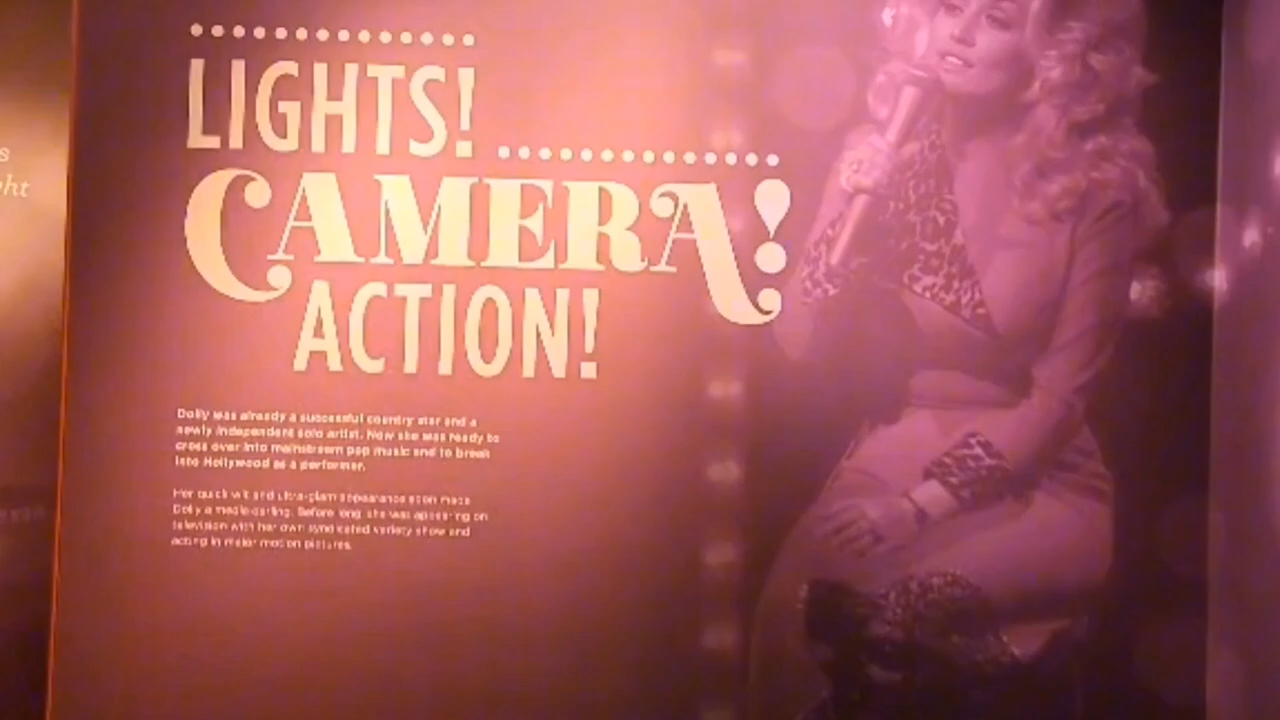 s
ght
LIGHTS!
CAMERA!
ACTION!
Dolly was already a successful country star and a
newly independent solo artist. Now she was ready to
cross over into mainstream pop music and to break
into Hollywood as a performer.
Her quick wit and ultra-glam appearance soon made
Dolly a media darling. Before long, she was appearing on
television with her own syndicated variety show and
acting in major motion pictures.